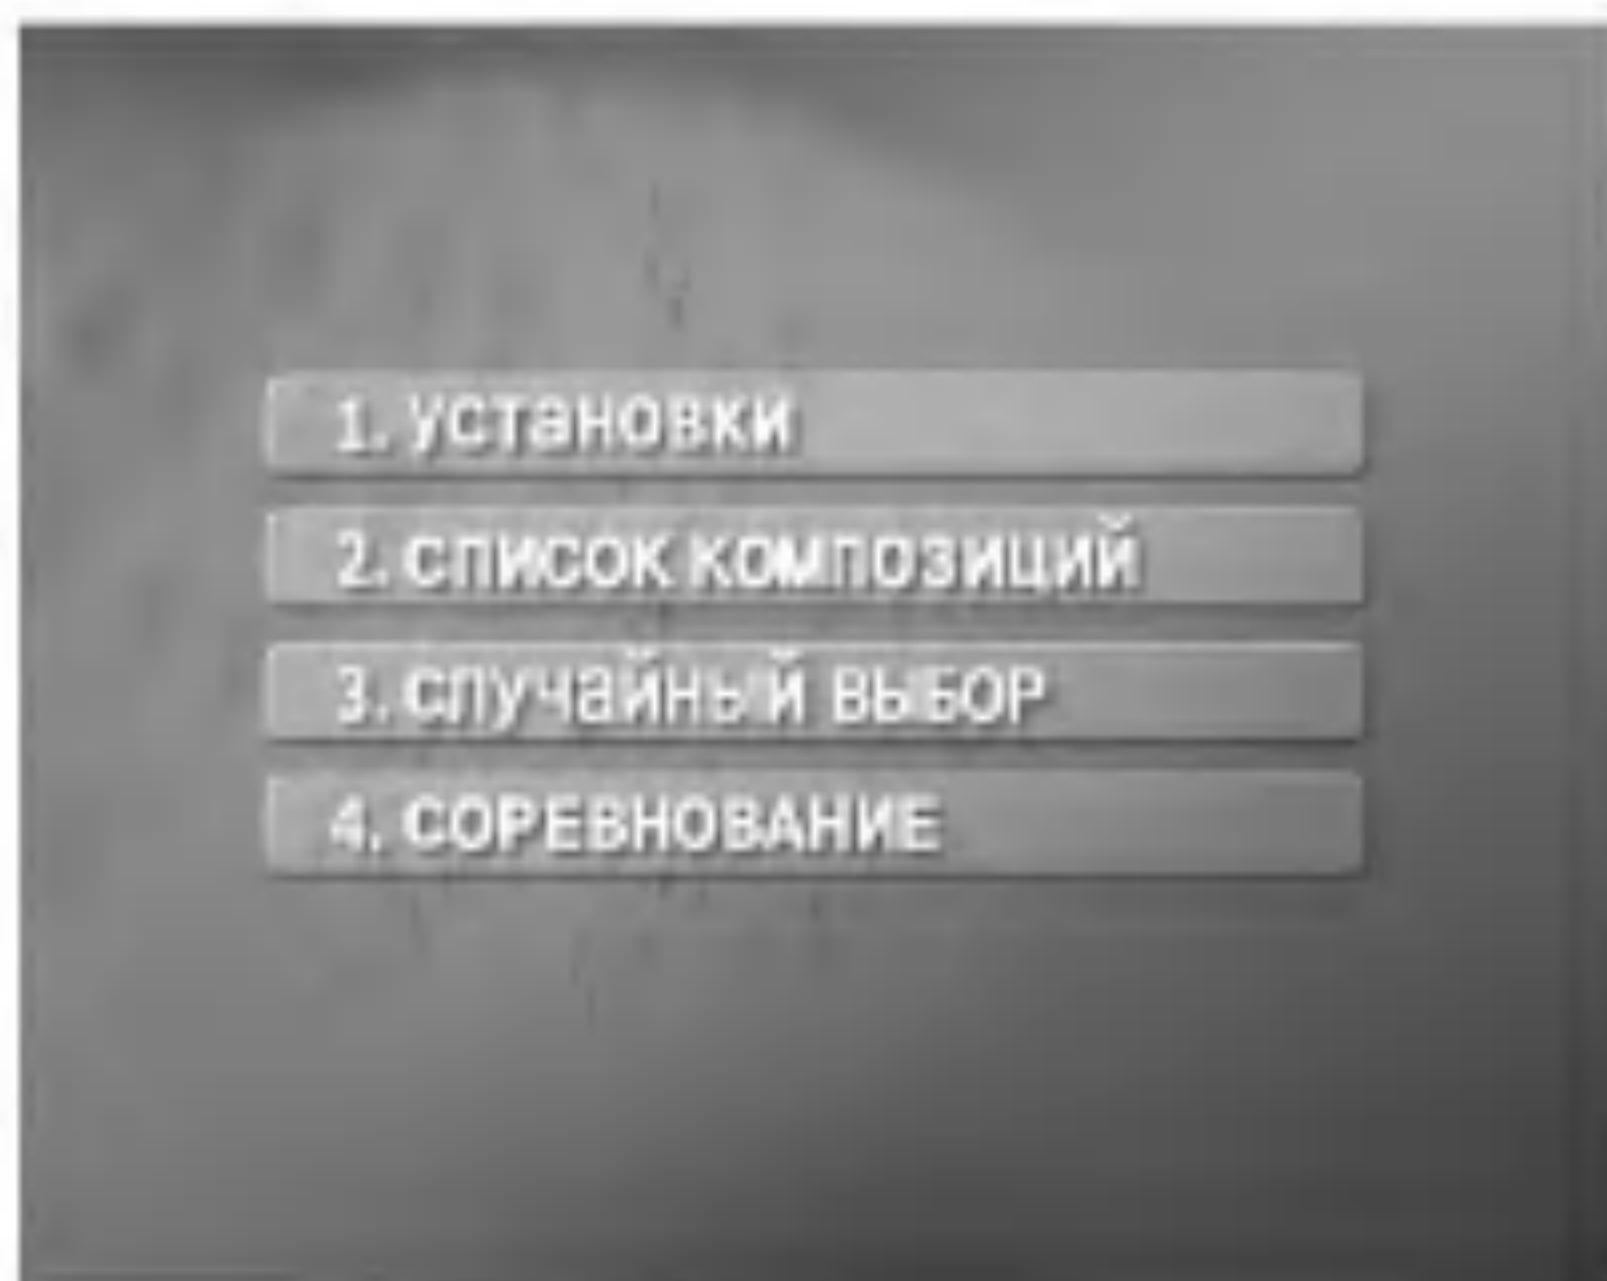 1. Установки
2. Список композиций
3. Случайный ВЫБОР
4. СОРЕВНОВАНИЕ